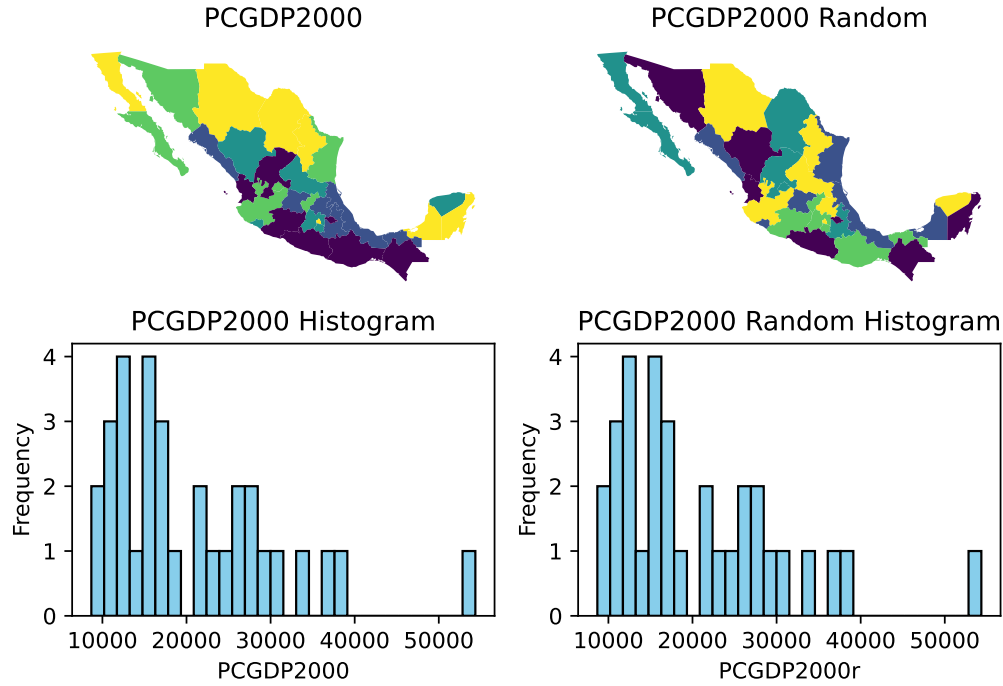 PCGDP2000
PCGDP2000 Random
PCGDP2000 Histogram
4
3
2
1
0
Frequency
10000 20000 30000 40000 50000
PCGDP2000
PCGDP2000 Random Histogram
4
3
2
1
0
Frequency
10000 20000 30000 40000 50000
PCGDP2000r